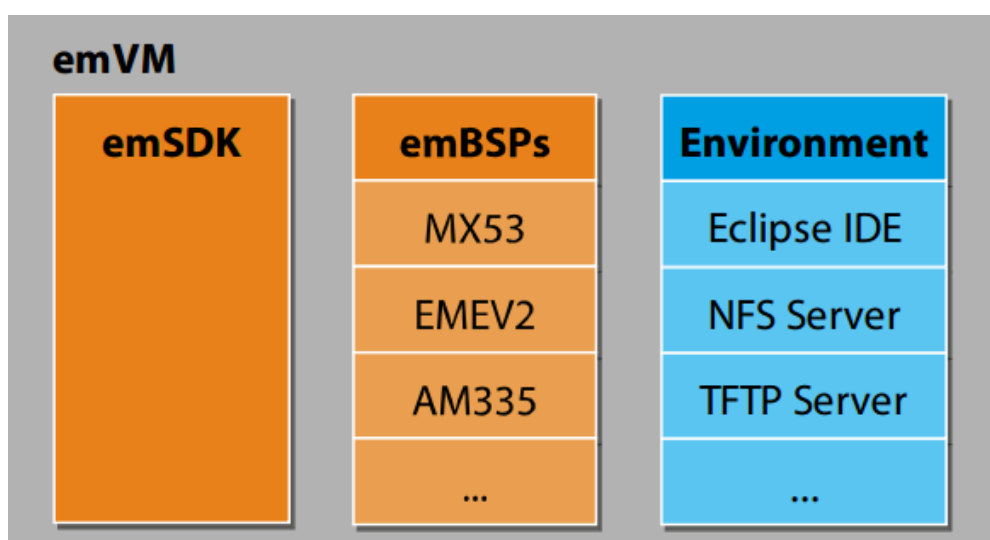 emVM
emSDK
emBSPs
MX53
EMEV2
AM335
...
Environment
Eclipse IDE
NFS Server
TFTP Server
...